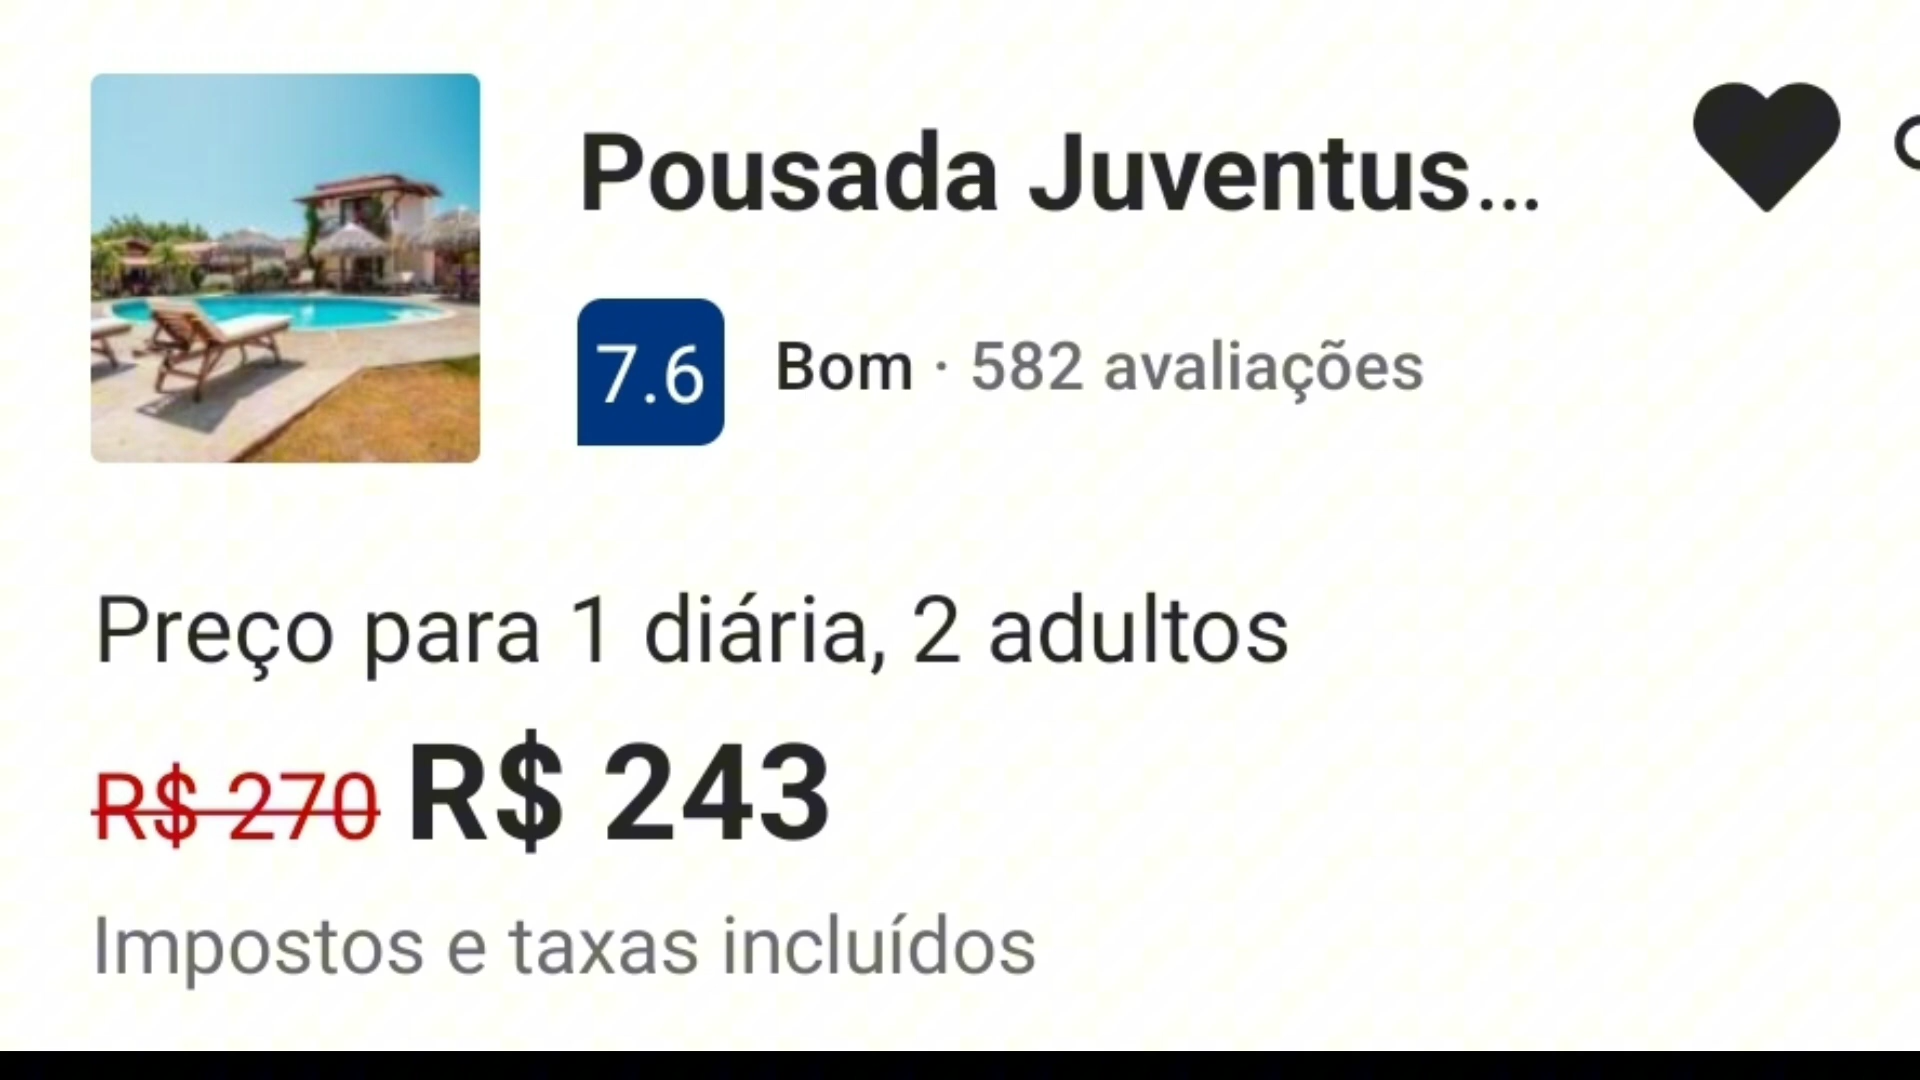 Pousada Juventus...
7.6
Bom · 582 avaliações
Preço para 1 diária, 2 adultos
R$ 270 R$ 243
Impostos e taxas incluídos